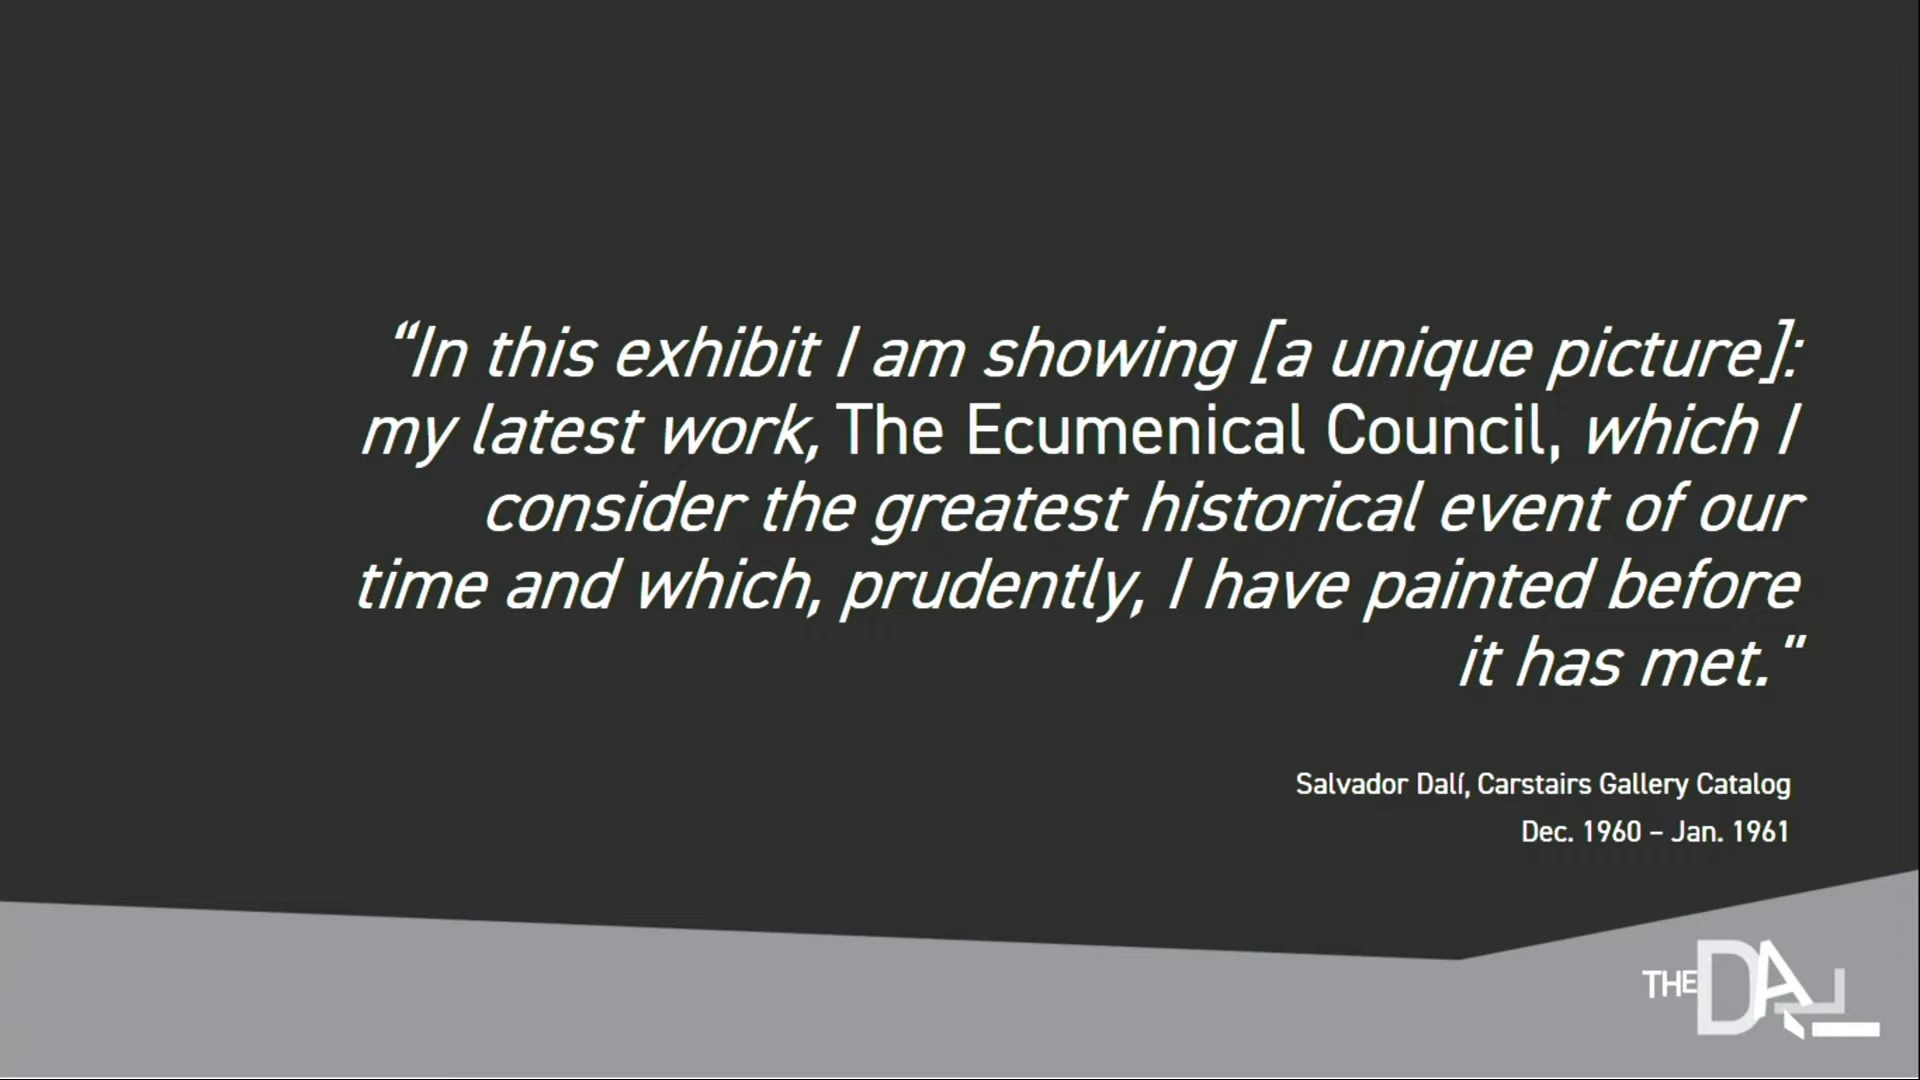 “In this exhibit I am showing [a unique picture]:
my latest work, The Ecumenical Council, which I
consider the greatest historical event of our
time and which, prudently, I have painted before
it has met."
Salvador Dalí, Carstairs Gallery Catalog
Dec. 1960 – Jan. 1961
THE DALÍ